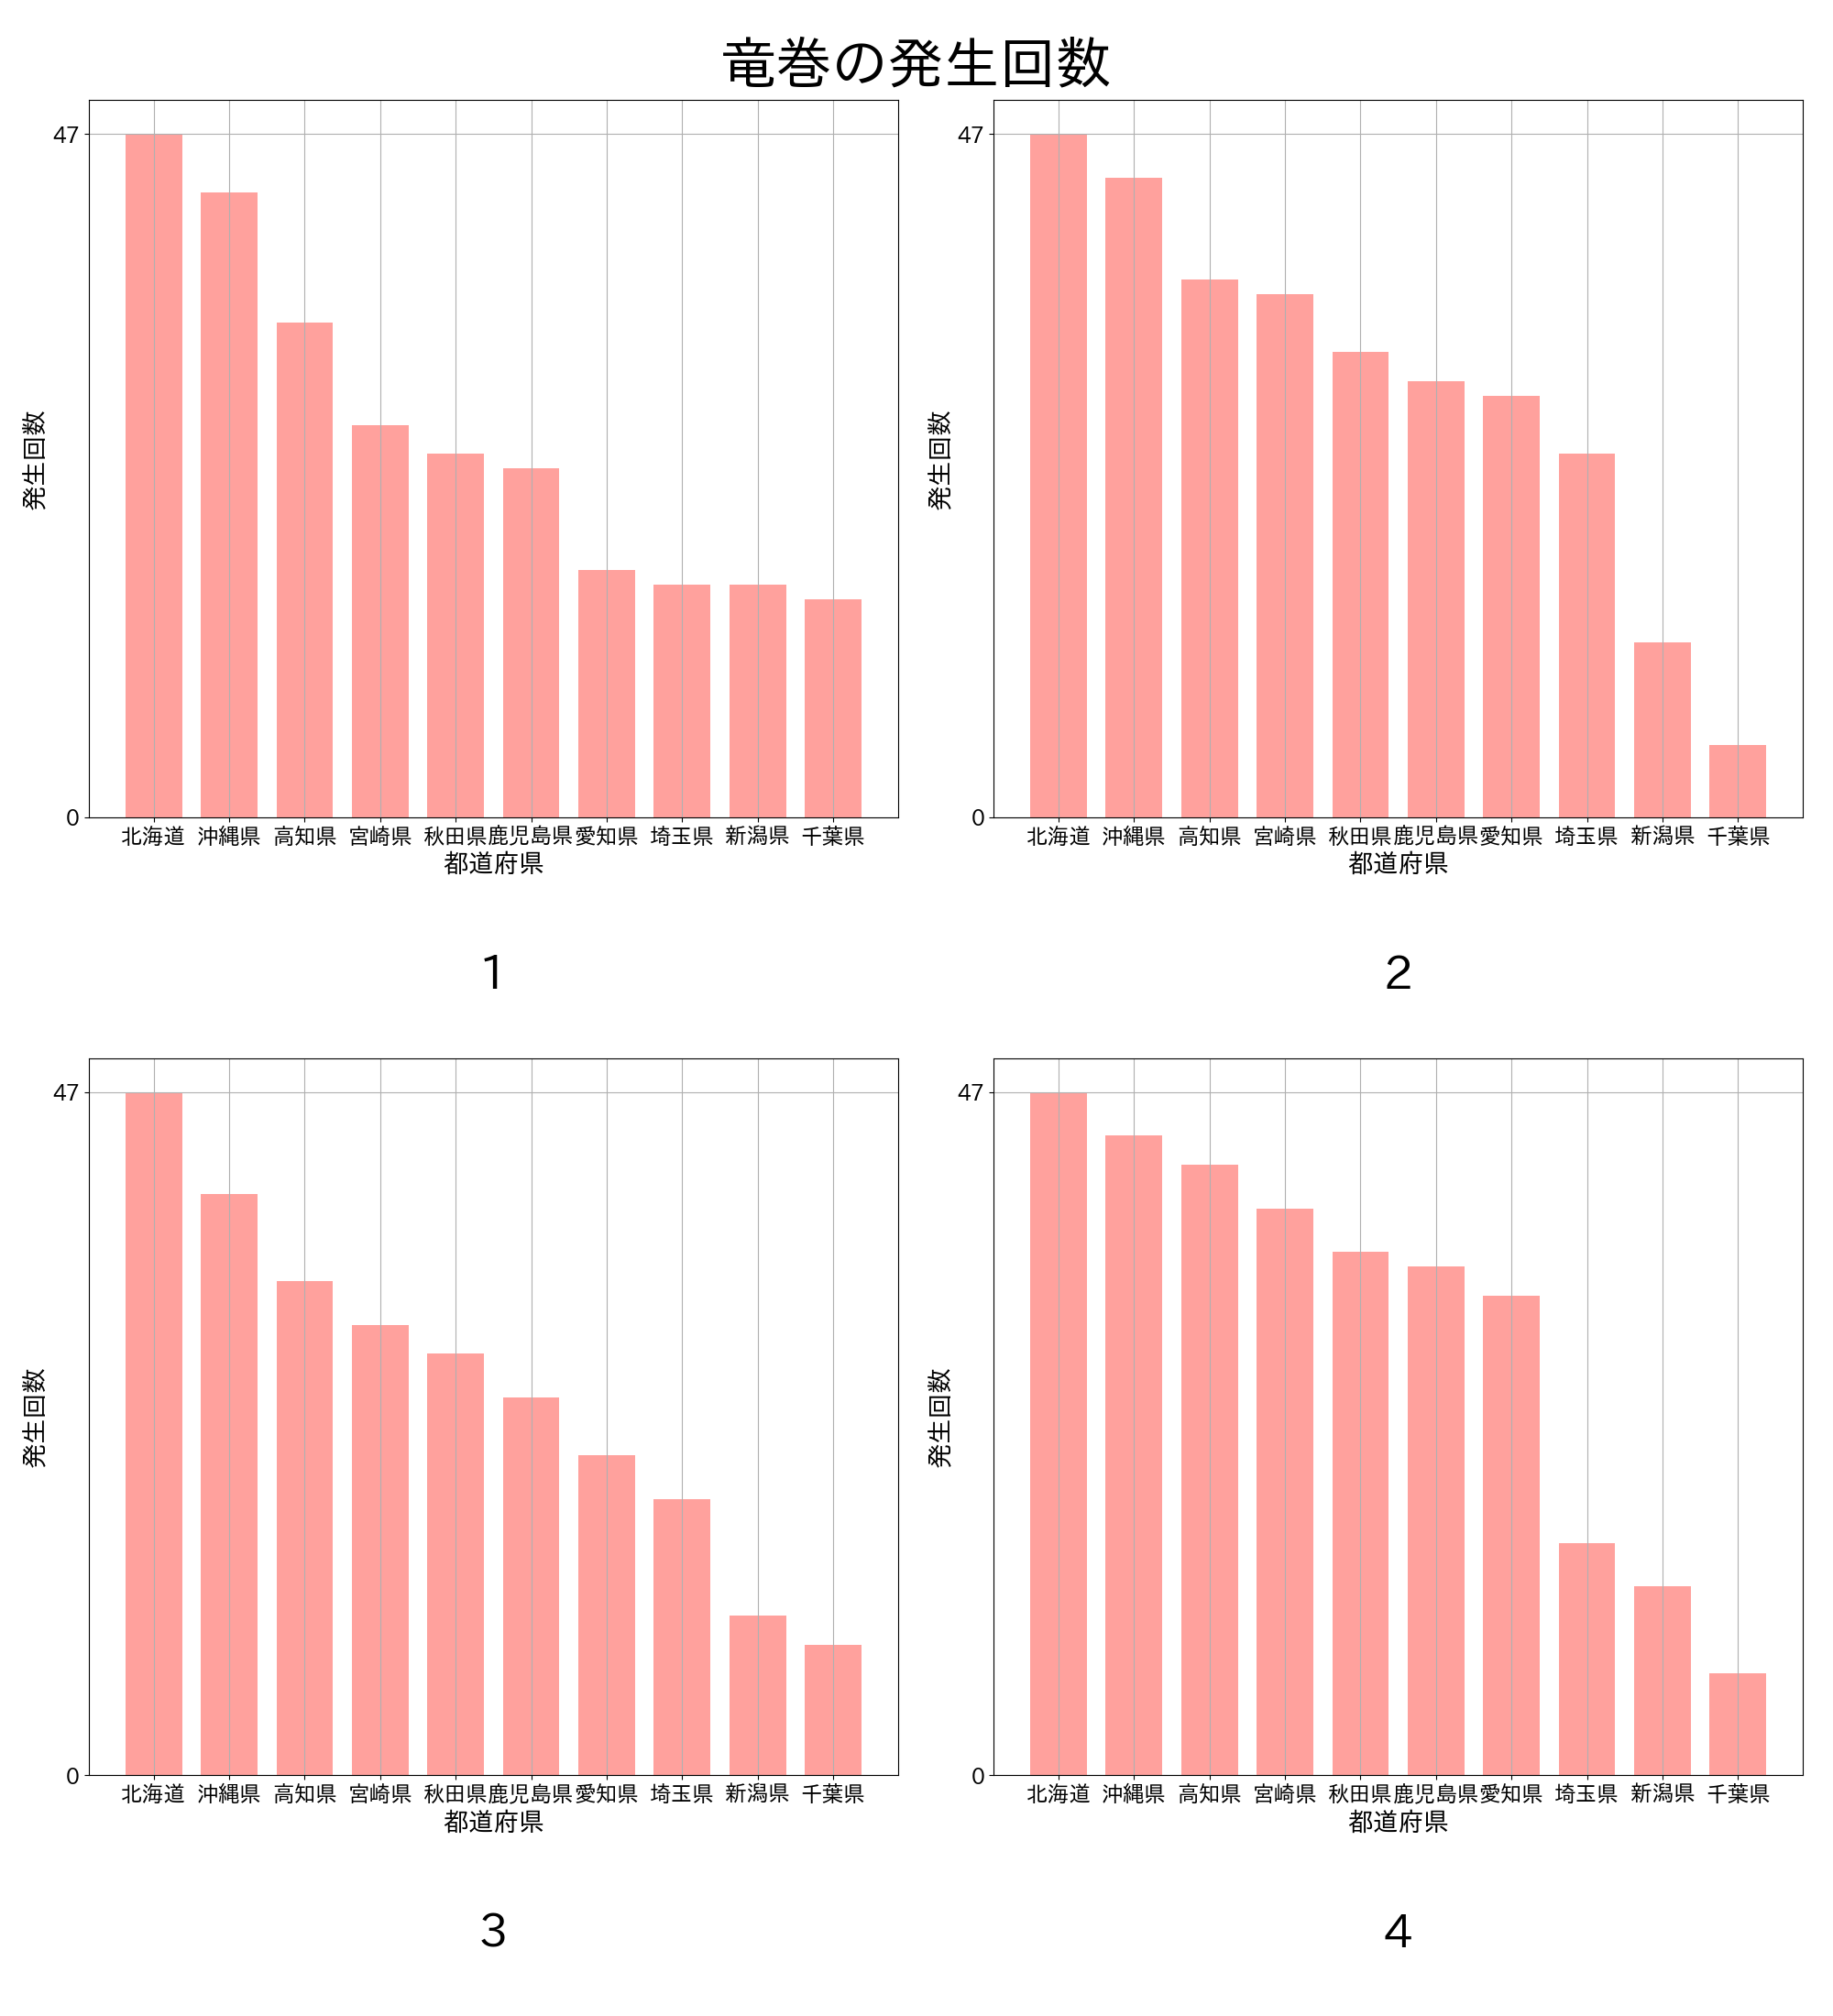 竜巻の発生回数
47
0
発生回数
北海道 沖縄県 高知県 宮崎県 秋田県 鹿児島県 愛知県 埼玉県 新潟県 千葉県
都道府県
1
47
0
発生回数
北海道 沖縄県 高知県 宮崎県 秋田県 鹿児島県 愛知県 埼玉県 新潟県 千葉県
都道府県
2
47
0
発生回数
北海道 沖縄県 高知県 宮崎県 秋田県 鹿児島県 愛知県 埼玉県 新潟県 千葉県
都道府県
3
47
0
発生回数
北海道 沖縄県 高知県 宮崎県 秋田県 鹿児島県 愛知県 埼玉県 新潟県 千葉県
都道府県
4